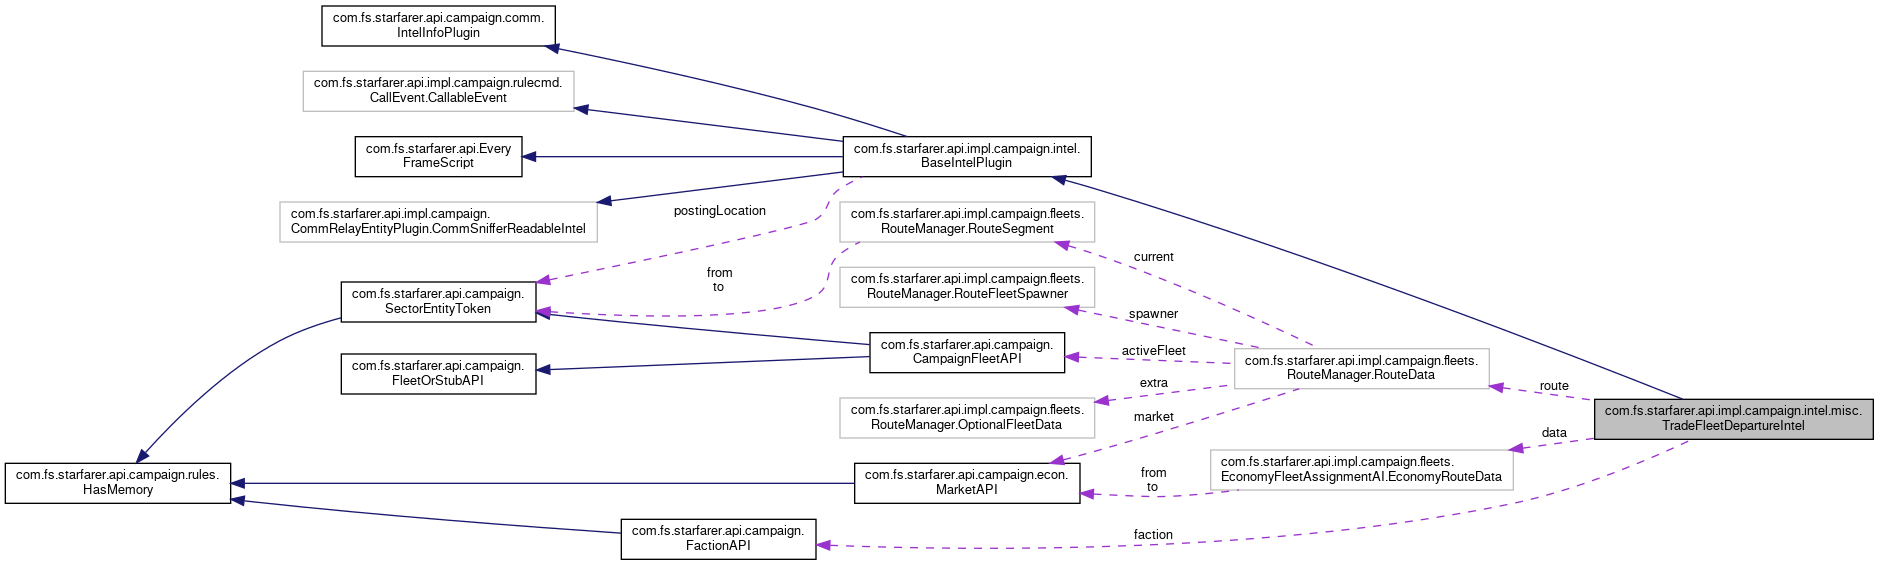 com.fs.starfarer.api.campaign.comm.
IntelInfoPlugin
com.fs.starfarer.api.impl.campaign.rulecmd.
CallEvent.CallableEvent
com.fs.starfarer.api.Every
FrameScript
com.fs.starfarer.api.impl.campaign.intel.
BaseIntelPlugin
com.fs.starfarer.api.impl.campaign.
CommRelayEntityPlugin.CommSnifferReadableIntel
postingLocation
com.fs.starfarer.api.impl.campaign.fleets.
RouteManager.RouteSegment
current
from
to
com.fs.starfarer.api.impl.campaign.fleets.
RouteManager.RouteFleetSpawner
spawner
com.fs.starfarer.api.campaign.
SectorEntityToken
com.fs.starfarer.api.campaign.
CampaignFleetAPI
activeFleet
com.fs.starfarer.api.campaign.
FleetOrStubAPI
com.fs.starfarer.api.impl.campaign.fleets.
RouteManager.RouteData
route
extra
com.fs.starfarer.api.impl.campaign.fleets.
RouteManager.OptionalFleetData
market
com.fs.starfarer.api.impl.campaign.intel.misc.
TradeFleetDepartureIntel
data
com.fs.starfarer.api.campaign.rules.
HasMemory
com.fs.starfarer.api.campaign.econ.
MarketAPI
from
to
com.fs.starfarer.api.impl.campaign.fleets.
EconomyFleetAssignmentAI.EconomyRouteData
com.fs.starfarer.api.campaign.
FactionAPI
faction